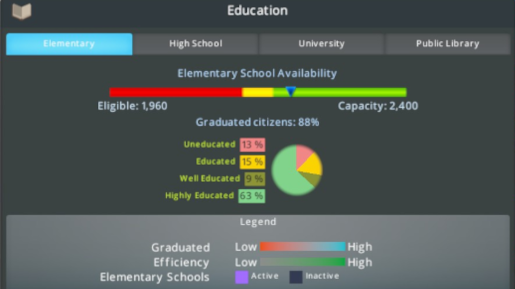 Education
Elementary
High School
University
Public Library
Elementary School Availability
Eligible: 1,960
Capacity: 2,400
Graduated citizens: 88%
Uneducated 13 %
Educated 15 %
Well Educated 9 %
Highly Educated 63 %
Legend
Graduated Low High
Efficiency Low High
Elementary Schools Active Inactive